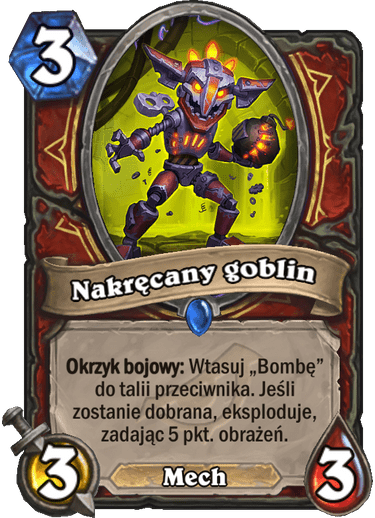 3
Nakręcany goblin
Okrzyk bojowy: Wtasuj „Bombę”
do talii przeciwnika. Jeśli
zostanie dobrana, eksploduje,
zadając 5 pkt. obrażeń.
3
Mech
3